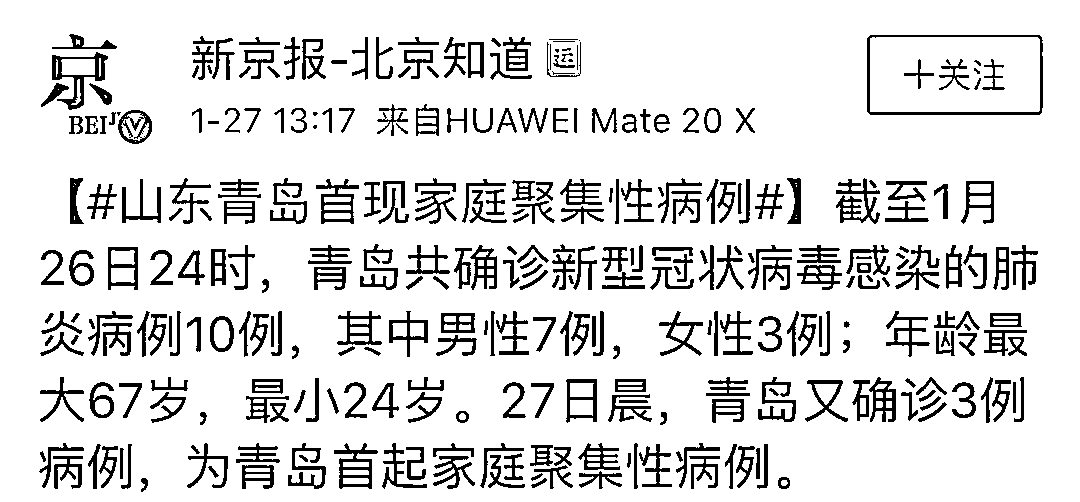 京
BEIJ
新京报-北京知道 运
1-27 13:17 来自HUAWEI Mate 20 X
+关注
【#山东青岛首现家庭聚集性病例#】截至1月
26日24时，青岛共确诊新型冠状病毒感染的肺
炎病例10例，其中男性7例，女性3例；年龄最
大67岁，最小24岁。27日晨，青岛又确诊3例
病例，为青岛首起家庭聚集性病例。